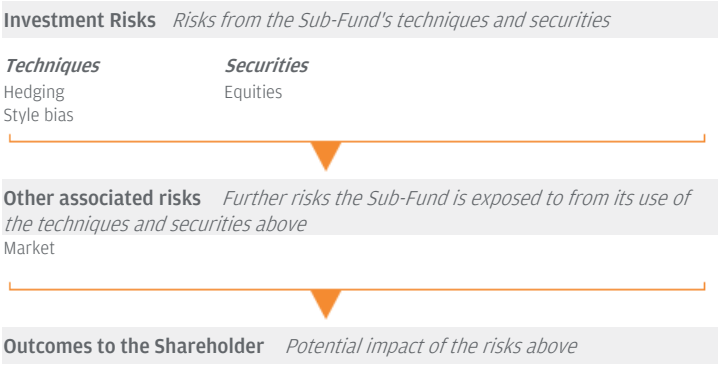 Investment Risks Risks from the Sub-Fund's techniques and securities
Techniques Securities
Hedging Equities
Style bias
Other associated risks Further risks the Sub-Fund is exposed to from its use of
the techniques and securities above
Market
Outcomes to the Shareholder Potential impact of the risks above